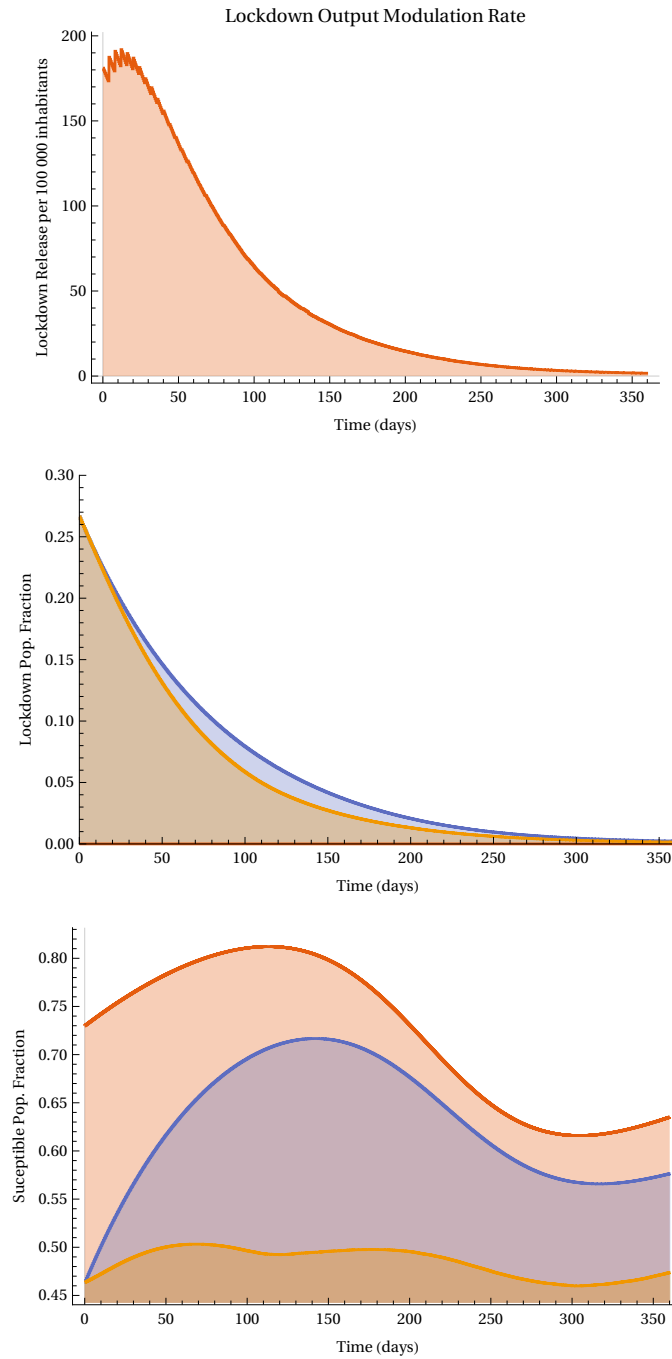 Lockdown Output Modulation Rate
Lockdown Release per 100 000 inhabitants
200
150
100
50
0
0 50 100 150 200 250 300 350
Time (days)
Lockdown Pop. Fraction
0.30
0.25
0.20
0.15
0.10
0.05
0.00
0 50 100 150 200 250 300 350
Time (days)
Suceptible Pop. Fraction
0.80
0.75
0.70
0.65
0.60
0.55
0.50
0.45
0 50 100 150 200 250 300 350
Time (days)